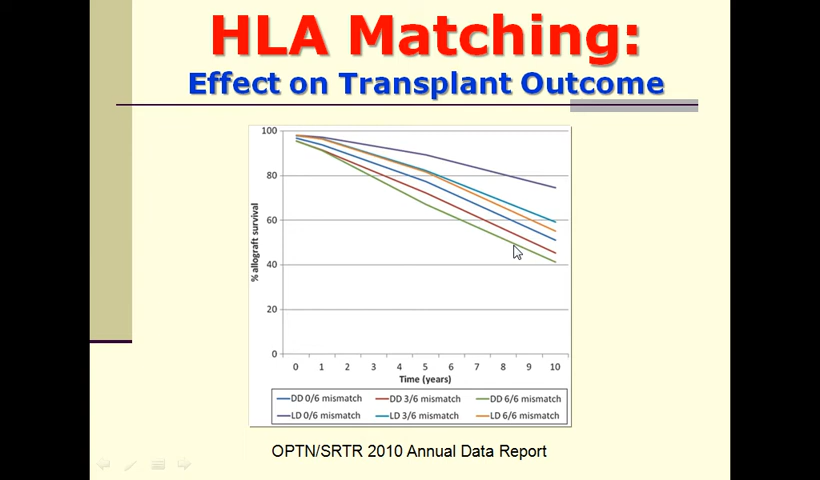 HLA Matching:
Effect on Transplant Outcome
100
80
60
40
20
0
% allograft survival
0 1 2 3 4 5 6 7 8 9 10
Time (years)
DD 0/6 mismatch DD 3/6 mismatch DD 6/6 mismatch
LD 0/6 mismatch LD 3/6 mismatch LD 6/6 mismatch
OPTN/SRTR 2010 Annual Data Report